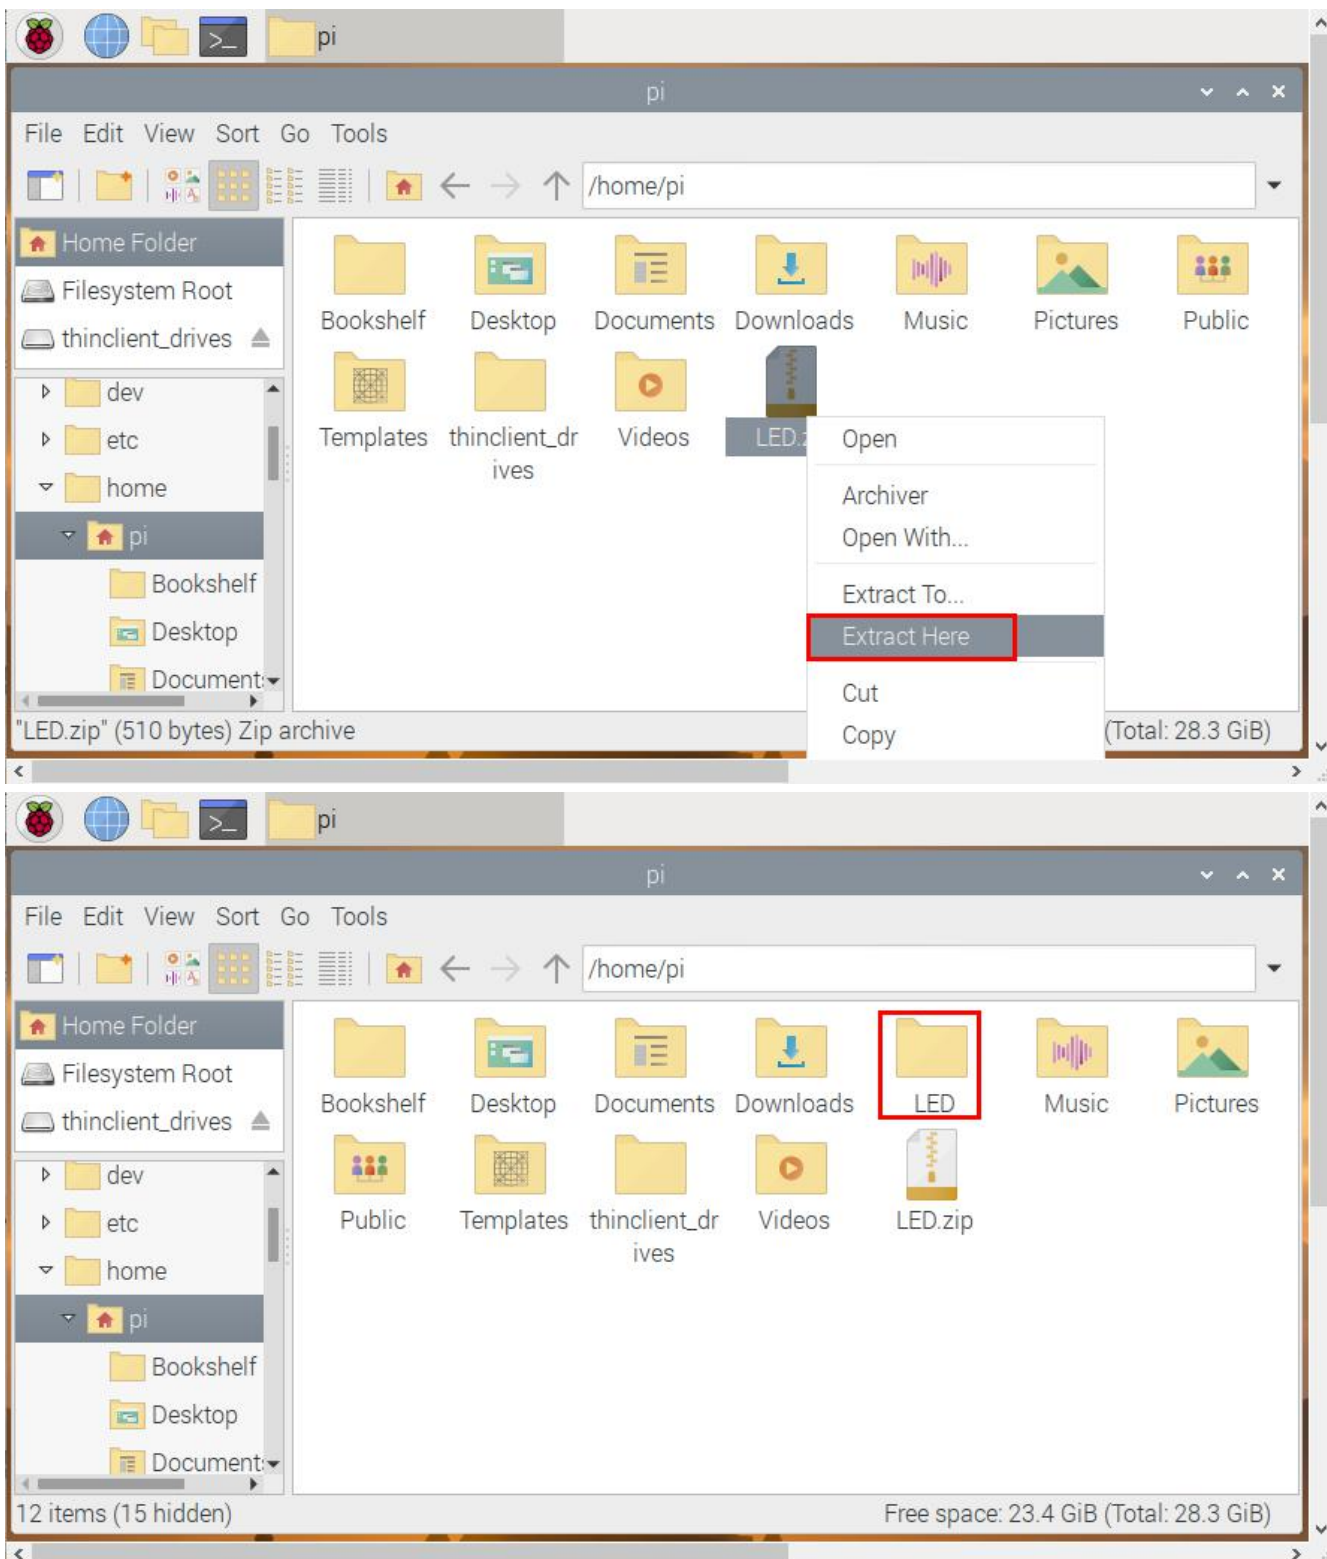 pi
pi
File Edit View Sort Go Tools
/home/pi
Home Folder
Filesystem Root
thinclient_drives
dev
etc
home
pi
Bookshelf
Desktop
Document
Bookshelf Desktop Documents Downloads Music Pictures Public
Templates thinclient_dr Videos LED.z
ives
Open
Archiver
Open With...
Extract To...
Extract Here
Cut
Copy
"LED.zip" (510 bytes) Zip archive (Total: 28.3 GiB)
pi
pi
File Edit View Sort Go Tools
/home/pi
Home Folder
Filesystem Root
thinclient_drives
dev
etc
home
pi
Bookshelf
Desktop
Document
Bookshelf Desktop Documents Downloads LED Music Pictures
Public Templates thinclient_dr Videos LED.zip
ives
12 items (15 hidden) Free space: 23.4 GiB (Total: 28.3 GiB)